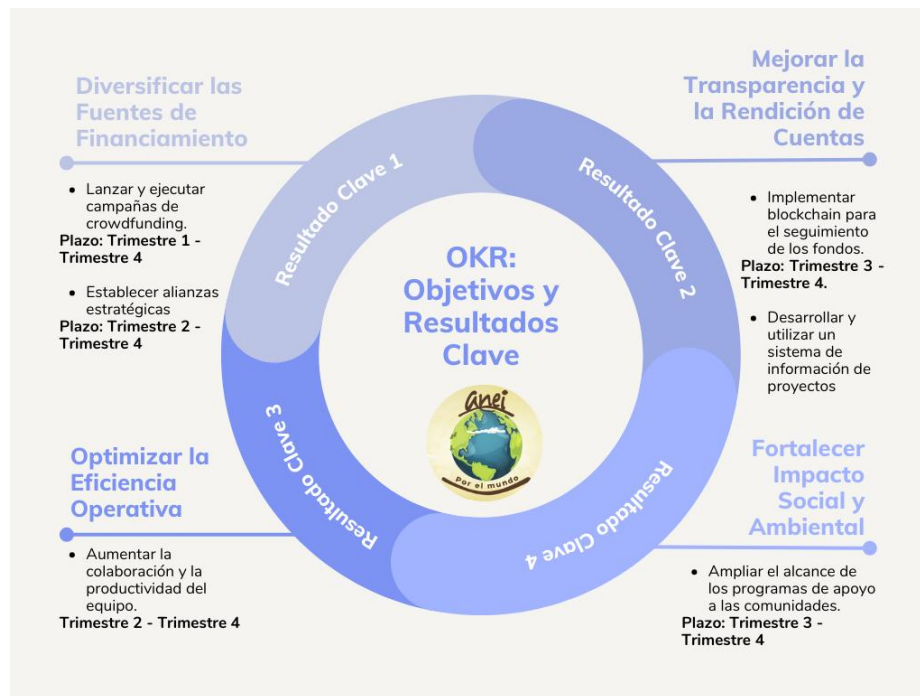 Diversificar las
Fuentes de
Financiamiento
• Lanzar y ejecutar
campañas de
crowdfunding.
Plazo: Trimestre 1 -
Trimestre 4
• Establecer alianzas
estratégicas
Plazo: Trimestre 2 -
Trimestre 4
Mejorar la
Transparencia y
la Rendición de
Cuentas
• Implementar
blockchain para
el seguimiento
de los fondos.
Plazo: Trimestre 3 -
Trimestre 4.
• Desarrollar y
utilizar un
sistema de
información de
proyectos
Resultado Clave 1
Resultado Clave 2
OKR:
Objetivos y
Resultados
Clave
anei
por el mundo
Resultado Clave 3
Resultado Clave 4
Optimizar la
Eficiencia
Operativa
• Aumentar la
colaboración y la
productividad del
equipo.
Trimestre 2 - Trimestre 4
Fortalecer
Impacto
Social y
Ambiental
• Ampliar el alcance de
los programas de apoyo
a las comunidades.
Plazo: Trimestre 3 -
Trimestre 4